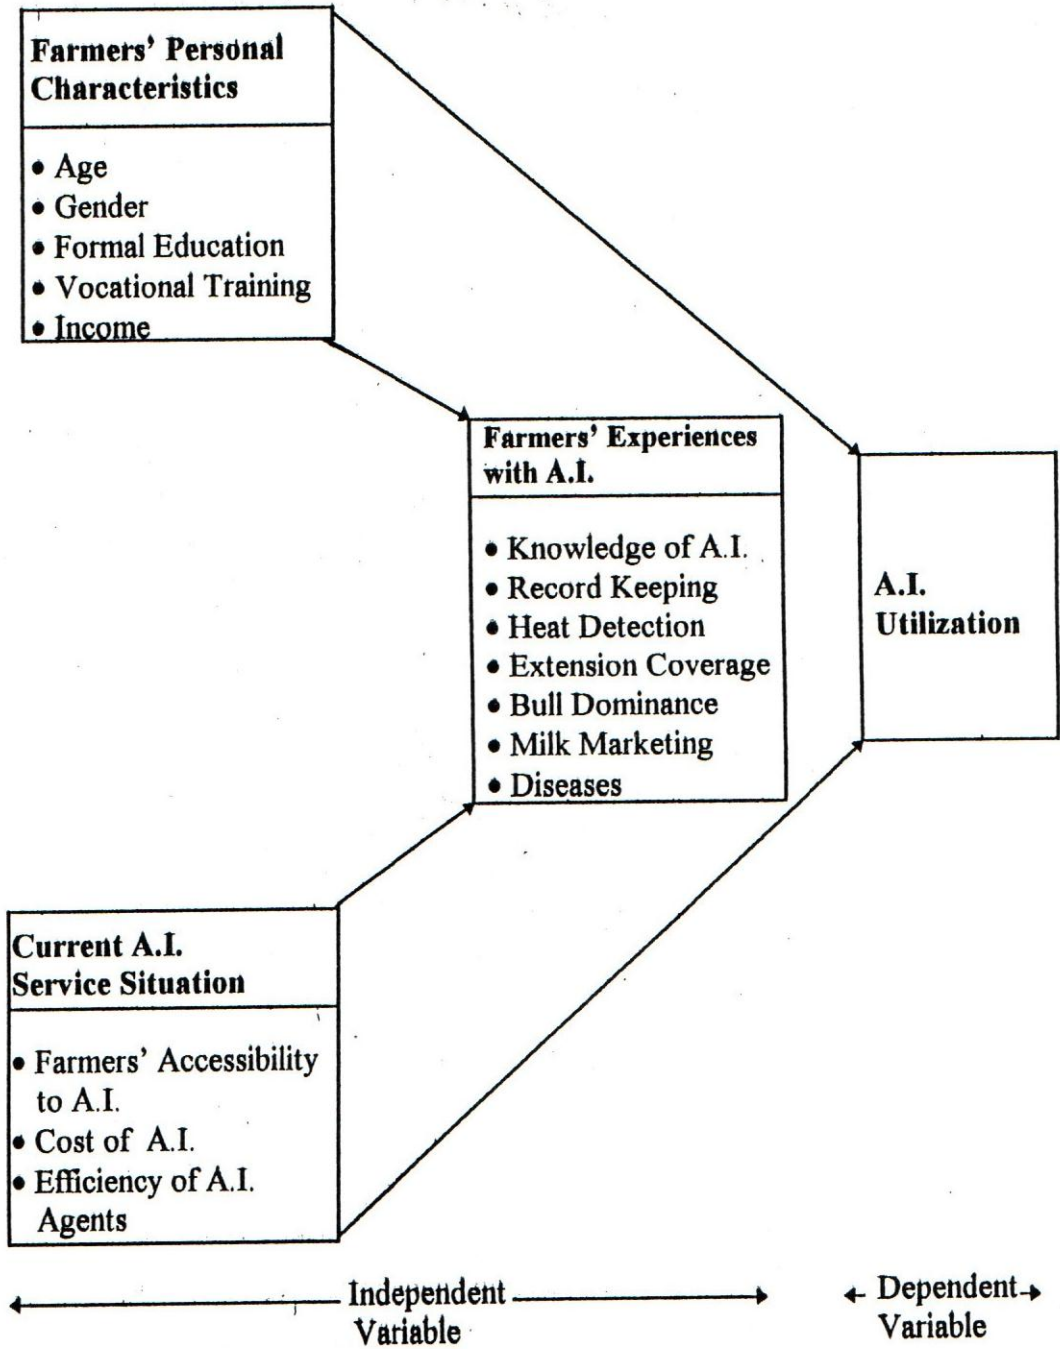 Farmers' Personal
Characteristics
• Age
• Gender
• Formal Education
• Vocational Training
• Income
Farmers' Experiences
with A.I.
• Knowledge of A.I.
• Record Keeping
• Heat Detection
• Extension Coverage
• Bull Dominance
• Milk Marketing
• Diseases
A.I.
Utilization
Current A.I.
Service Situation
• Farmers' Accessibility
to A.I.
• Cost of A.I.
• Efficiency of A.I.
Agents
Independent
Variable
Dependent
Variable